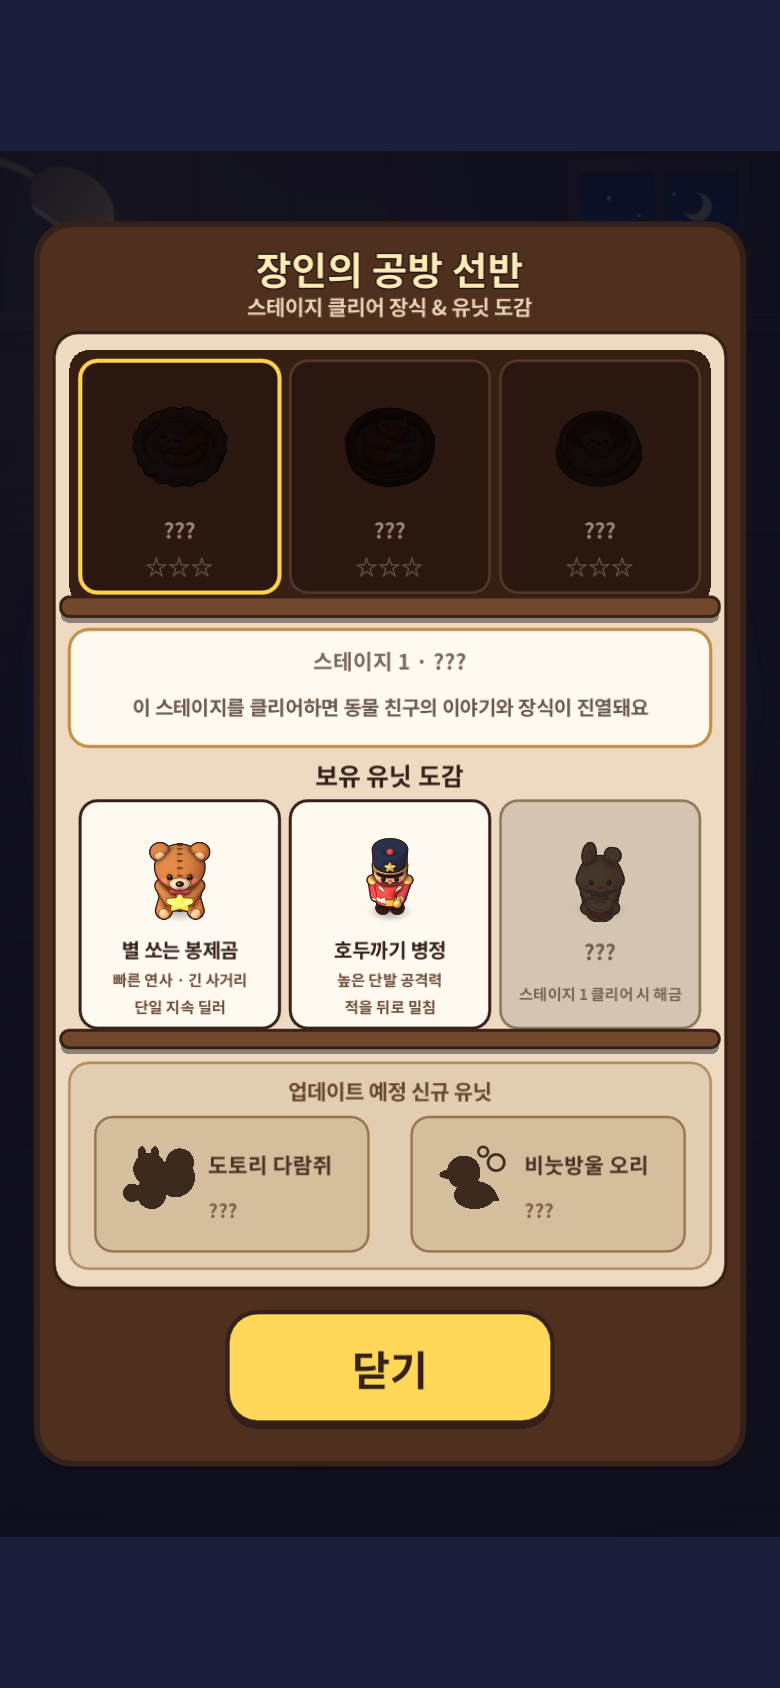 장인의 공방 선반
스테이지 클리어 장식 & 유닛 도감
??? ??? ???
☆☆☆ ☆☆☆ ☆☆☆
스테이지 1 · ???
이 스테이지를 클리어하면 동물 친구의 이야기와 장식이 진열돼요
보유 유닛 도감
별 쏘는 봉제곰
빠른 연사 · 긴 사거리
단일 지속 딜러
호두까기 병정
높은 단발 공격력
적을 뒤로 밀침
???
스테이지 1 클리어 시 해금
업데이트 예정 신규 유닛
도토리 다람쥐
???
비눗방울 오리
???
닫기